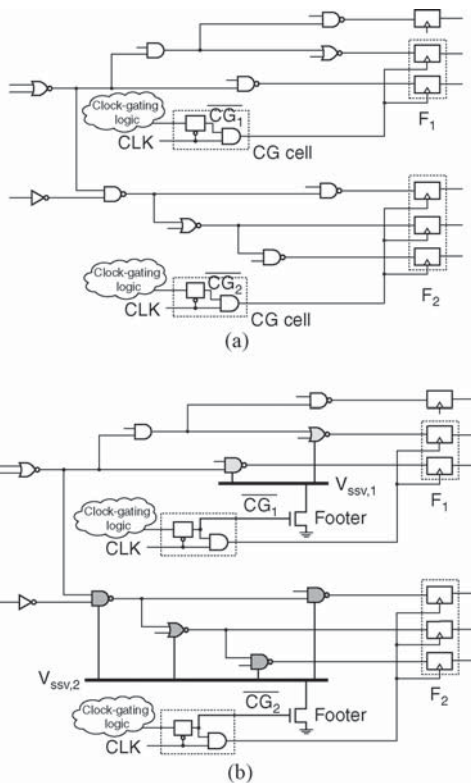 Clock-gating
logic
CG1
CLK
CG cell
F1
Clock-gating
logic
CG2
CLK
CG cell
F2
(a)
Vssv,1
F1
Clock-gating
logic
CG1
Footer
CLK
Vssv,2
F2
Clock-gating
logic
CG2
Footer
CLK
(b)